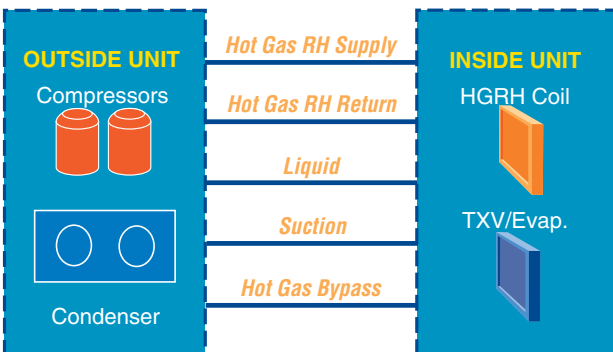 OUTSIDE UNIT
Compressors
Condenser
Hot Gas RH Supply
Hot Gas RH Return
Liquid
Suction
Hot Gas Bypass
INSIDE UNIT
HGRH Coil
TXV/Evap.